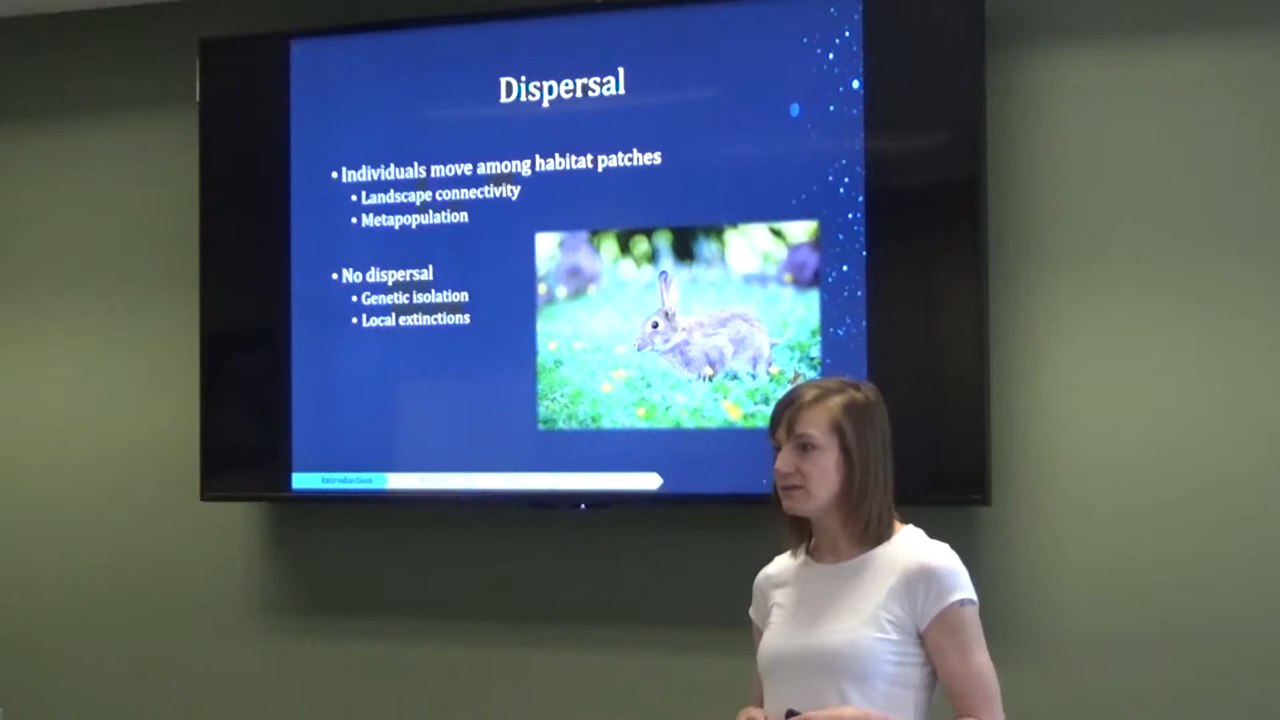 Dispersal
• Individuals move among habitat patches
• Landscape connectivity
• Metapopulation
• No dispersal
• Genetic isolation
• Local extinctions
Introduction